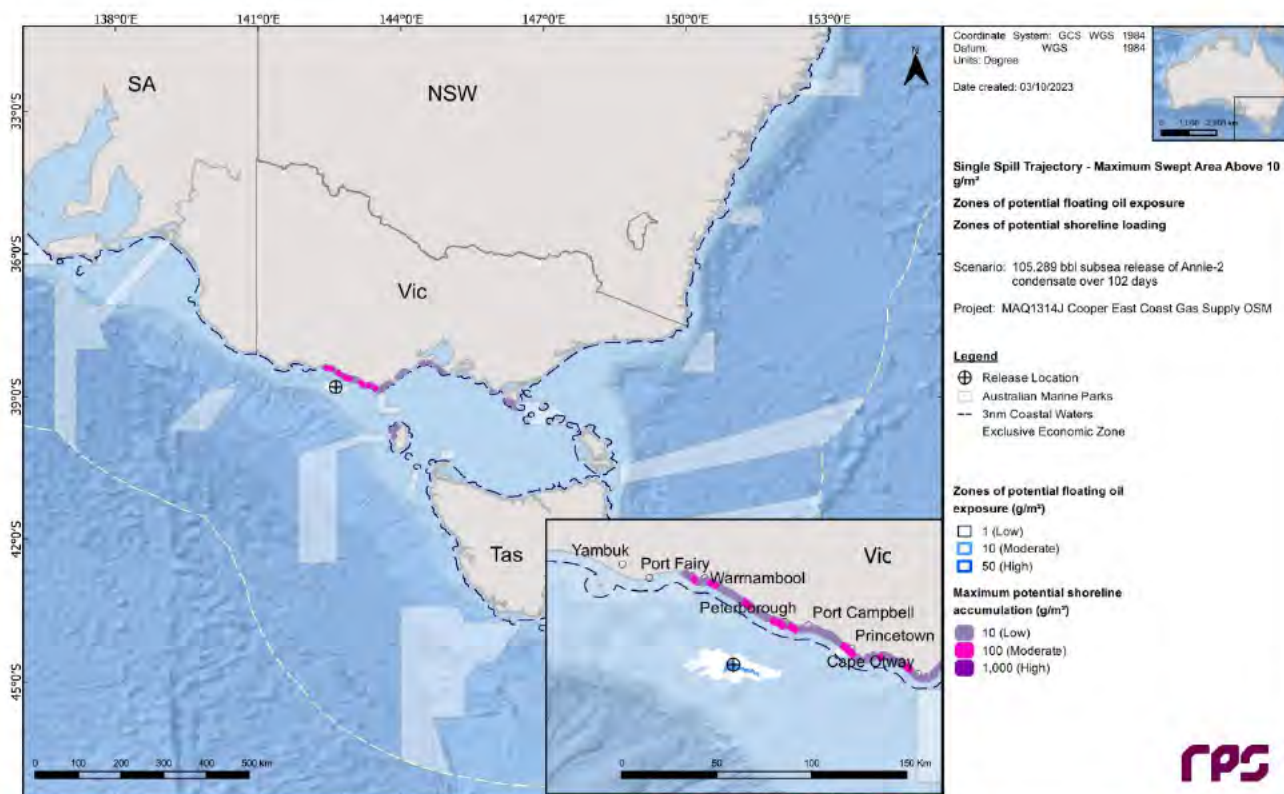 138°0'E 141°0'E 144°0'E 147°0'E 150°0'E 153°0'E
33°0'S
36°0'S
39°0'S
42°0'S
45°0'S
SA
NSW
Vic
Tas
N
0 100 200 300 400 500 Km
Vic
Yambuk
Port Fairy
Warrnambool
Peterborough
Port Campbell
Princetown
Cape Otway
0 50 100 150 Km
Coordinate System: GCS WGS 1984
Datum: WGS 1984
Units: Degree
Date created: 03/10/2023
Single Spill Trajectory - Maximum Swept Area Above 10
g/m²
Zones of potential floating oil exposure
Zones of potential shoreline loading
Scenario: 105,289 bbl subsea release of Annie-2
condensate over 102 days
Project: MAQ1314J Cooper East Coast Gas Supply OSM
Legend
Release Location
Australian Marine Parks
3nm Coastal Waters
Exclusive Economic Zone
Zones of potential floating oil
exposure (g/m²)
1 (Low)
10 (Moderate)
50 (High)
Maximum potential shoreline
accumulation (g/m²)
10 (Low)
100 (Moderate)
1,000 (High)
rps